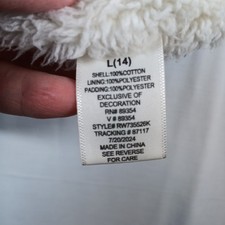 L(14)
SHELL:100%COTTON
LINING:100%POLYESTER
PADDING:100%POLYESTER
EXCLUSIVE OF
DECORATION
RN# 89354
V # 89354
STYLE# RW735526K
TRACKING # 87117
7/20/2024
MADE IN CHINA
SEE REVERSE
FOR CARE